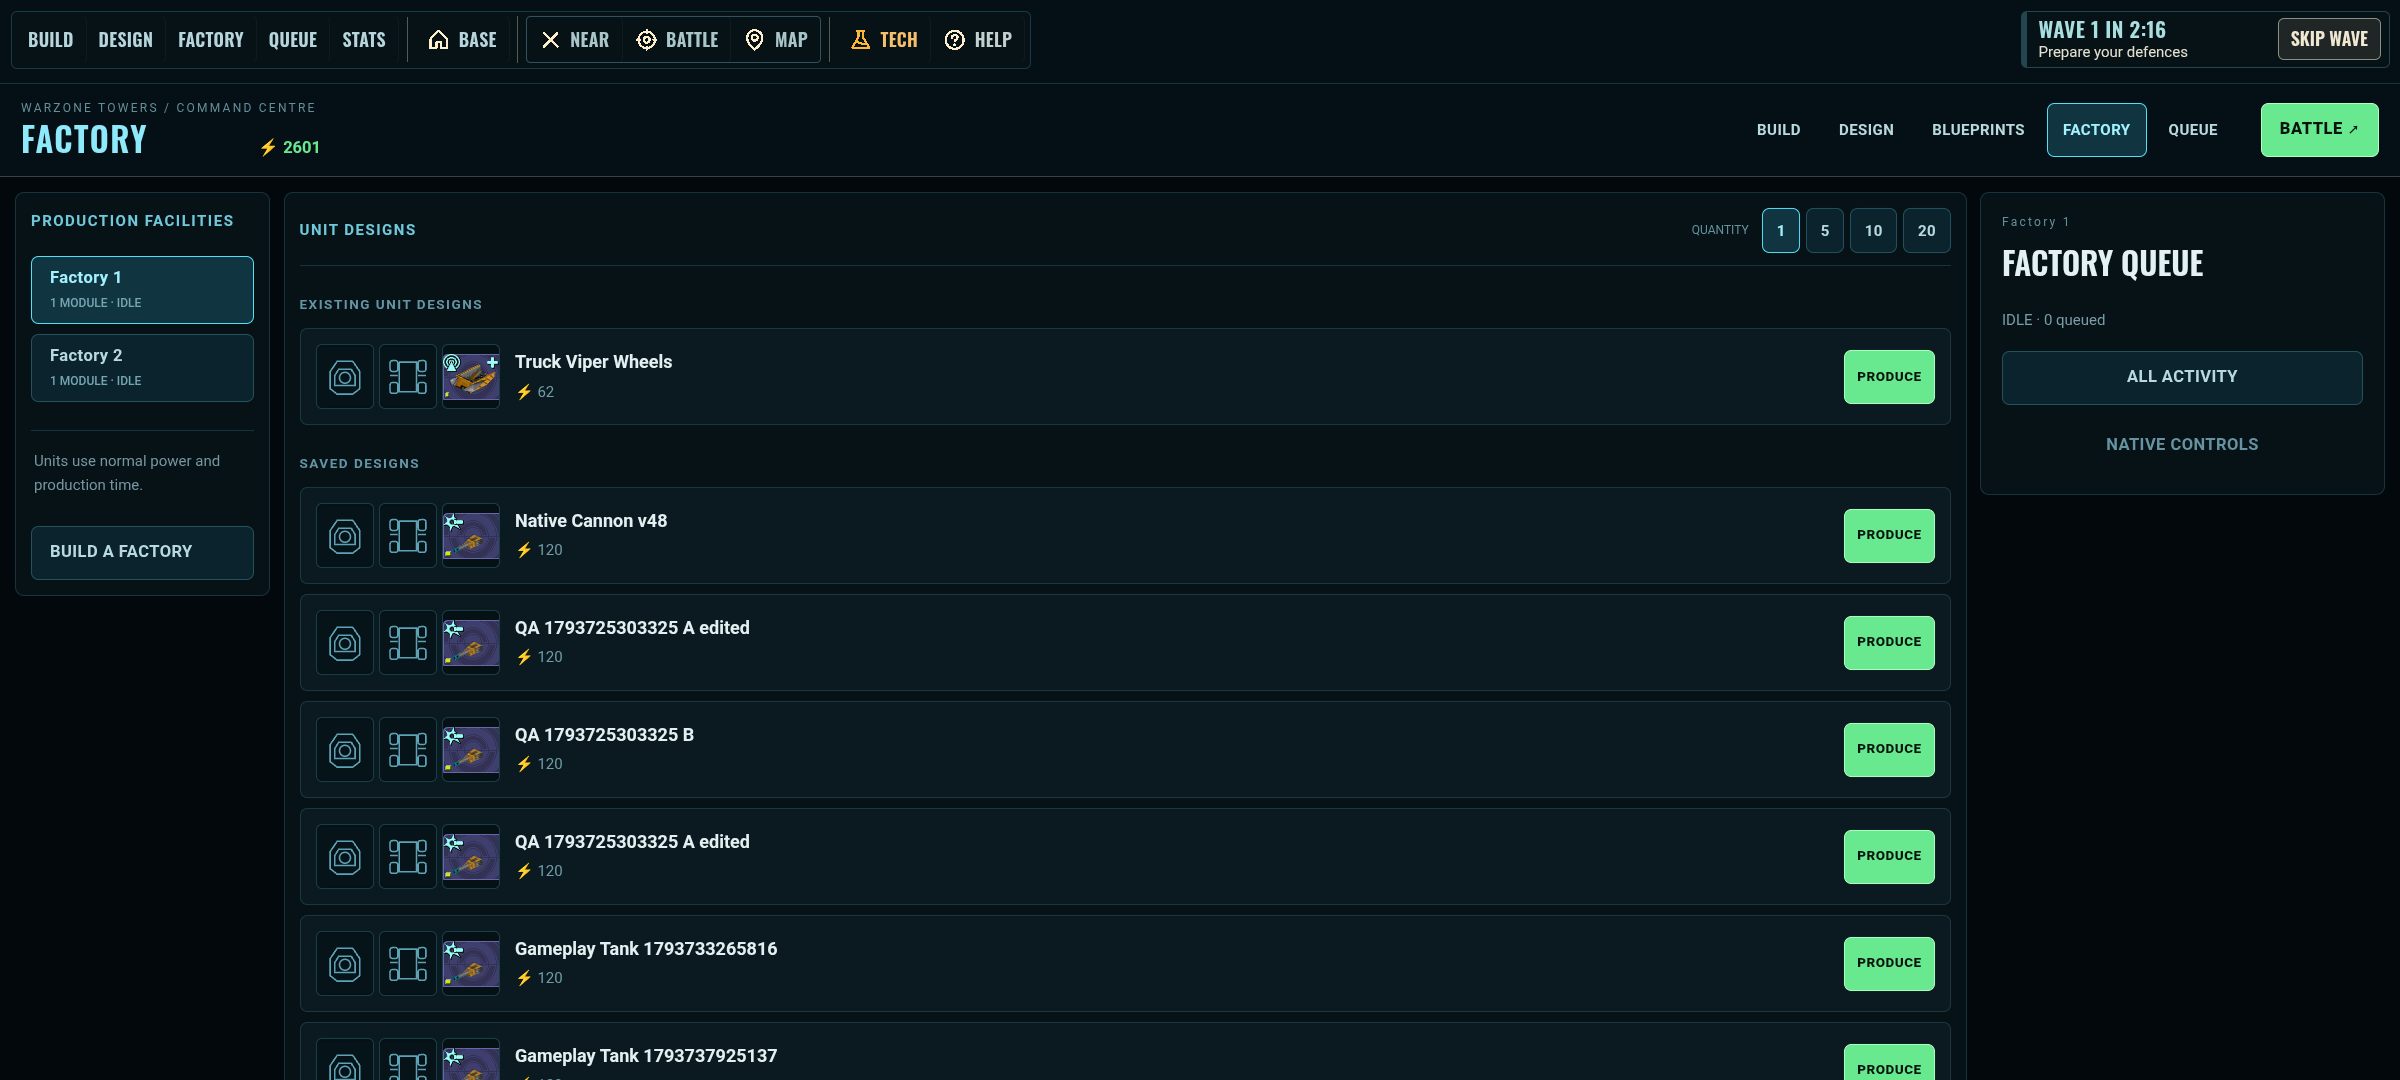 BUILD DESIGN FACTORY QUEUE STATS BASE NEAR BATTLE MAP TECH HELP
WAVE 1 IN 2:16
Prepare your defences
SKIP WAVE
WARZONE TOWERS / COMMAND CENTRE
FACTORY
⚡ 2601
BUILD DESIGN BLUEPRINTS FACTORY QUEUE BATTLE ↗
PRODUCTION FACILITIES
Factory 1
1 MODULE · IDLE
Factory 2
1 MODULE · IDLE
Units use normal power and
production time.
BUILD A FACTORY
UNIT DESIGNS
QUANTITY 1 5 10 20
EXISTING UNIT DESIGNS
Truck Viper Wheels
⚡ 62
PRODUCE
SAVED DESIGNS
Native Cannon v48
⚡ 120
PRODUCE
QA 1793725303325 A edited
⚡ 120
PRODUCE
QA 1793725303325 B
⚡ 120
PRODUCE
QA 1793725303325 A edited
⚡ 120
PRODUCE
Gameplay Tank 1793733265816
⚡ 120
PRODUCE
Gameplay Tank 1793737925137
PRODUCE
Factory 1
FACTORY QUEUE
IDLE · 0 queued
ALL ACTIVITY
NATIVE CONTROLS